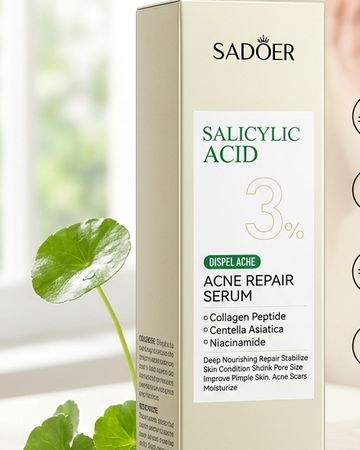 SADOER
SALICYLIC
ACID
3%
DISPEL ACHE
ACNE REPAIR
SERUM
Collagen Peptide
Centella Asiatica
Niacinamide
Deep Nourishing Repair Stabilize
Skin Condition Shrink Pore Size
Improve Pimple Skin, Acne Scars
Moisturize